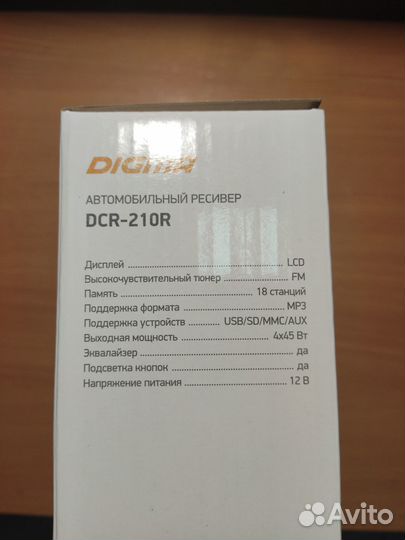 DIGMA
АВТОМОБИЛЬНЫЙ РЕСИВЕР
DCR-210R
Дисплей ........ LCD
Высокочувствительный тюнер ........ FM
Память ........ 18 станций
Поддержка формата ........ MP3
Поддержка устройств ........ USB/SD/MMC/AUX
Выходная мощность ........ 4x45 Вт
Эквалайзер ........ да
Подсветка кнопок ........ да
Напряжение питания ........ 12 В
Avito